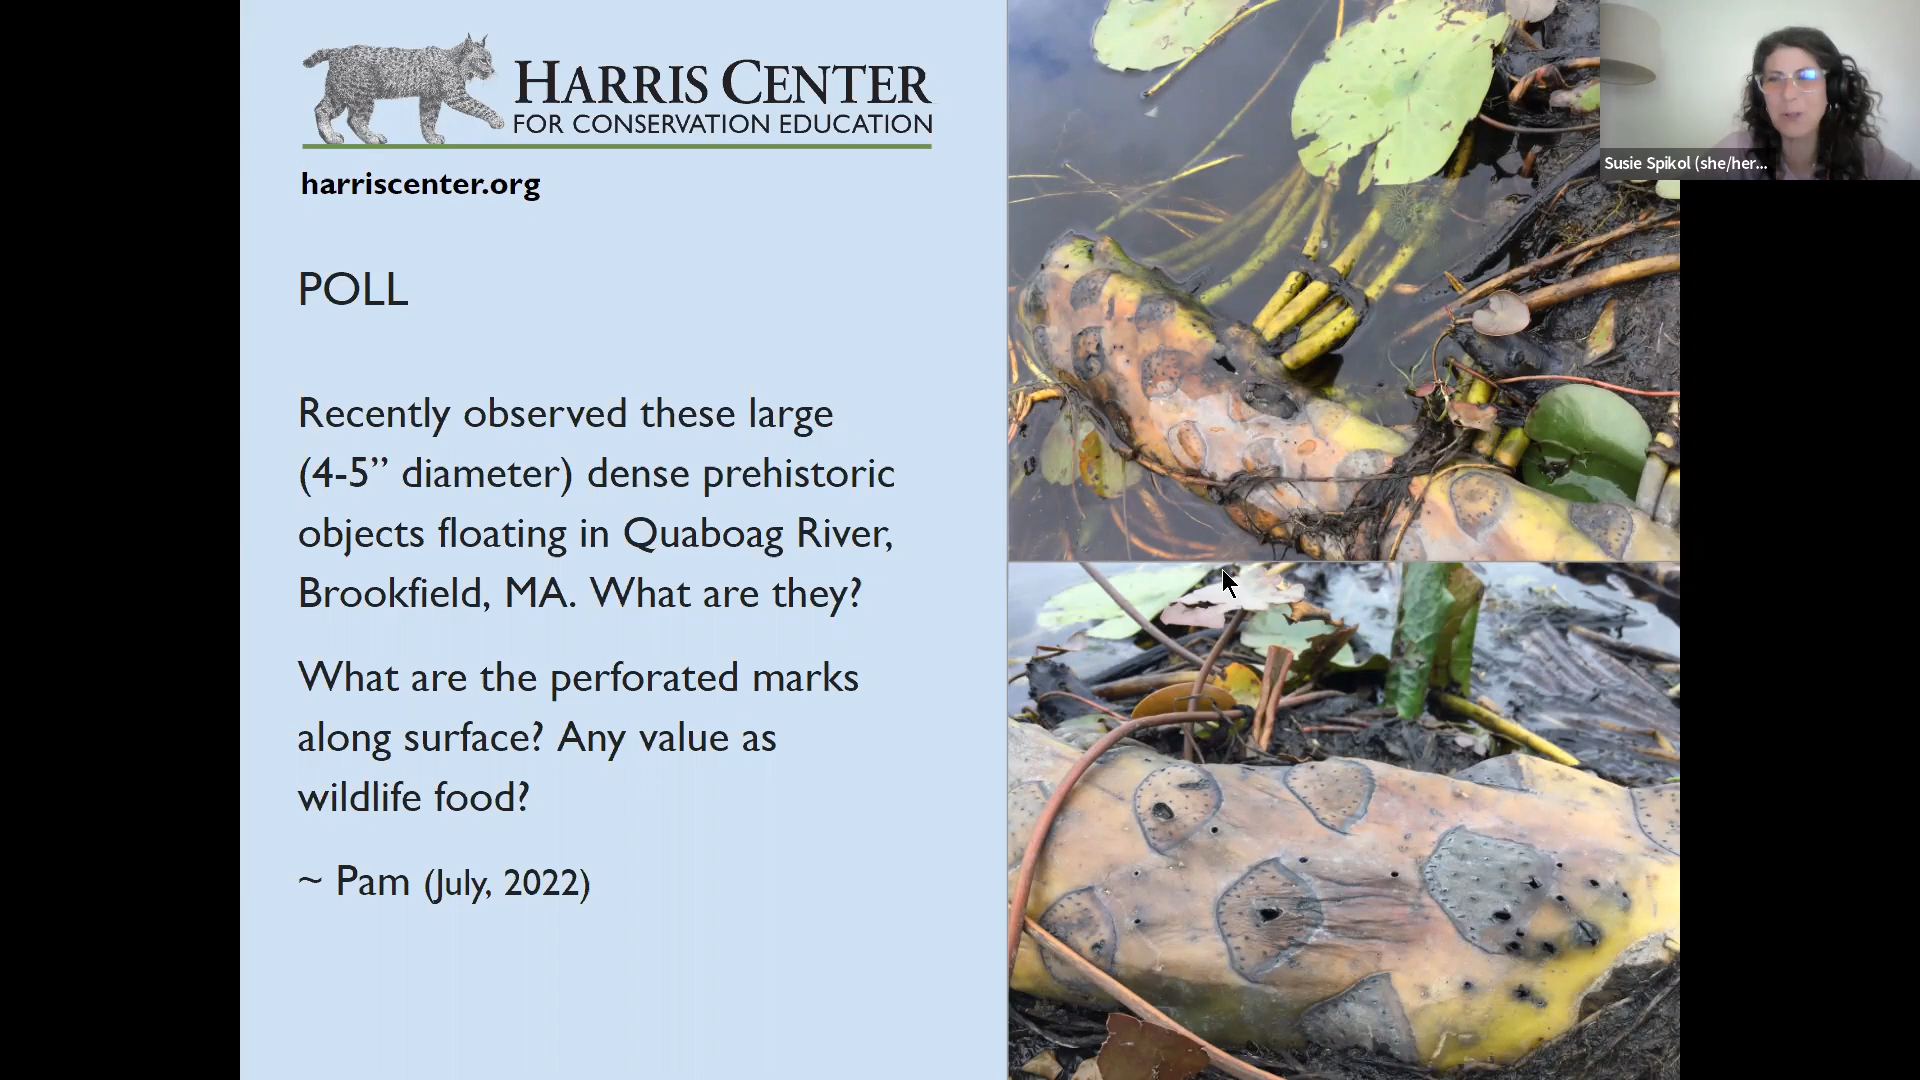 HARRIS CENTER
FOR CONSERVATION EDUCATION
harriscenter.org
Susie Spikol (she/her...
POLL
Recently observed these large
(4-5” diameter) dense prehistoric
objects floating in Quaboag River,
Brookfield, MA. What are they?
What are the perforated marks
along surface? Any value as
wildlife food?
~ Pam (July, 2022)